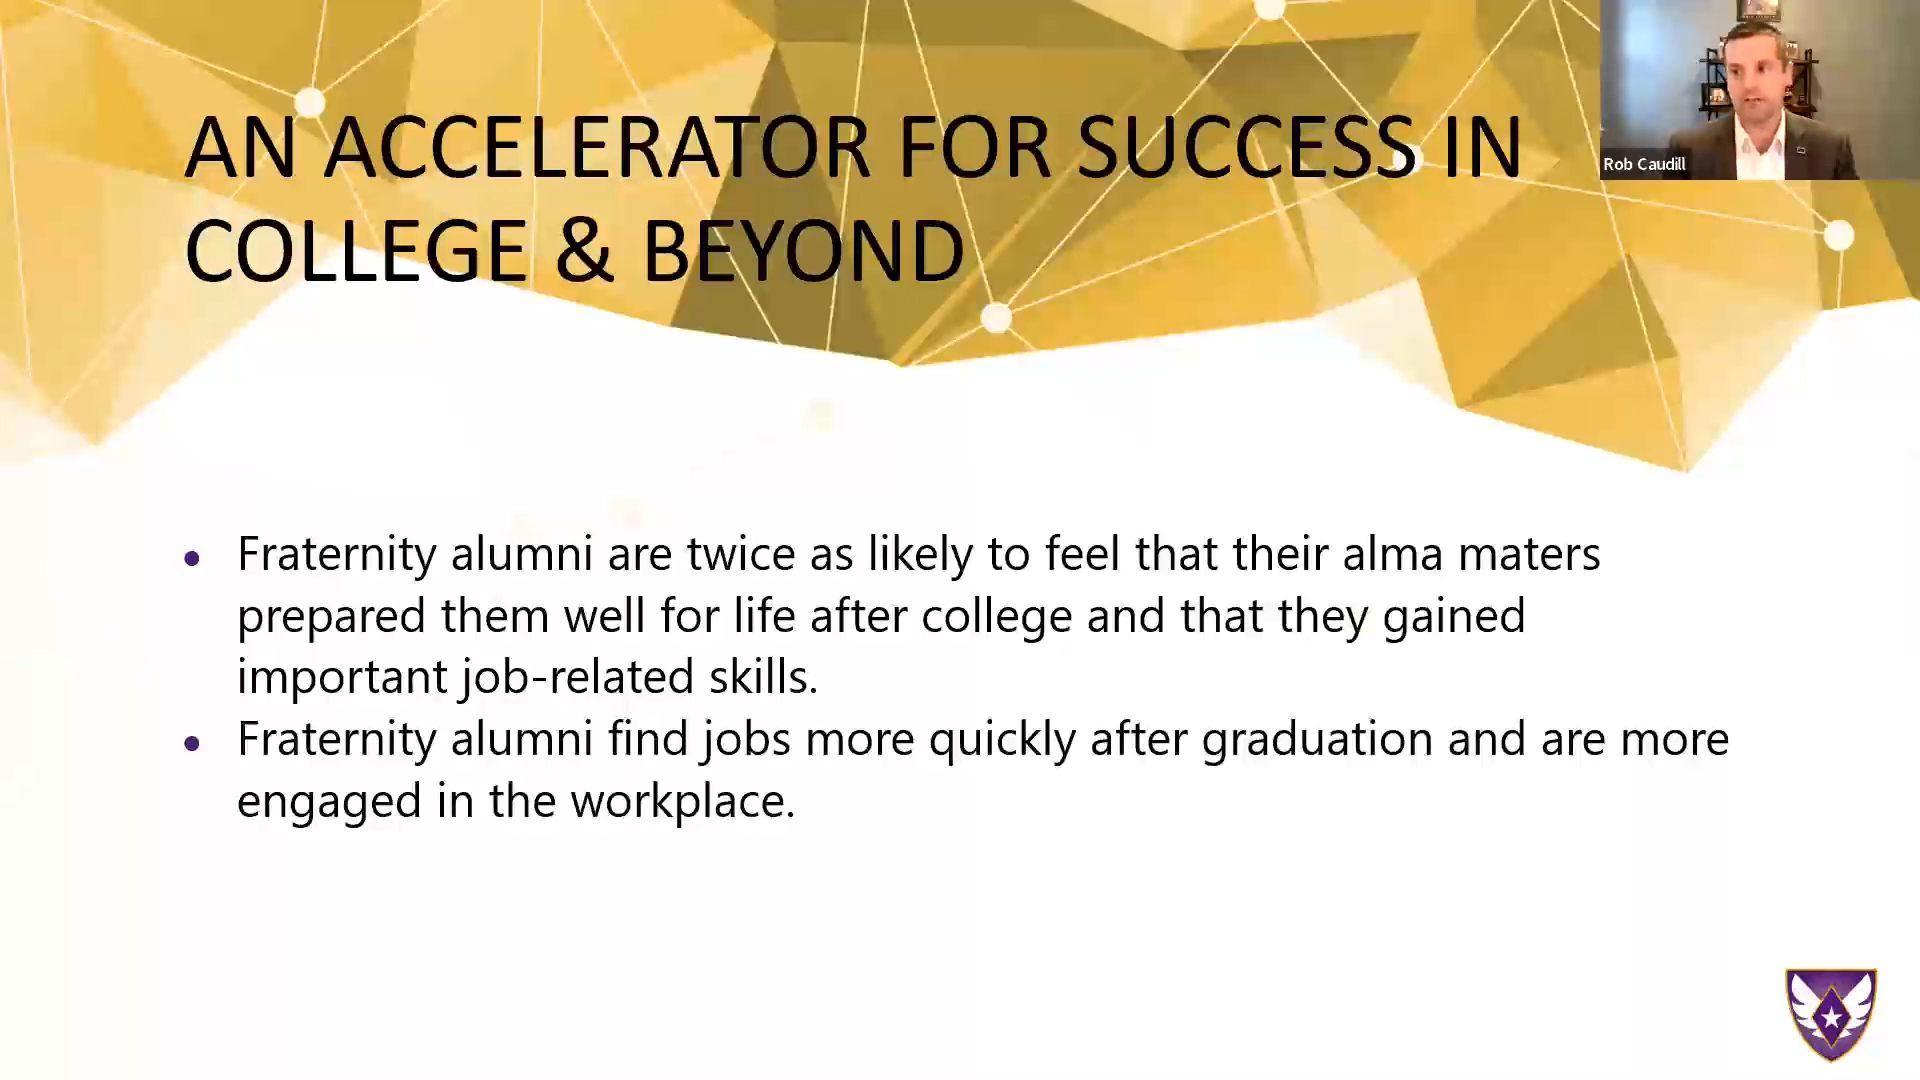 AN ACCELERATOR FOR SUCCESS IN
COLLEGE & BEYOND
Rob Caudill
• Fraternity alumni are twice as likely to feel that their alma maters
prepared them well for life after college and that they gained
important job-related skills.
• Fraternity alumni find jobs more quickly after graduation and are more
engaged in the workplace.